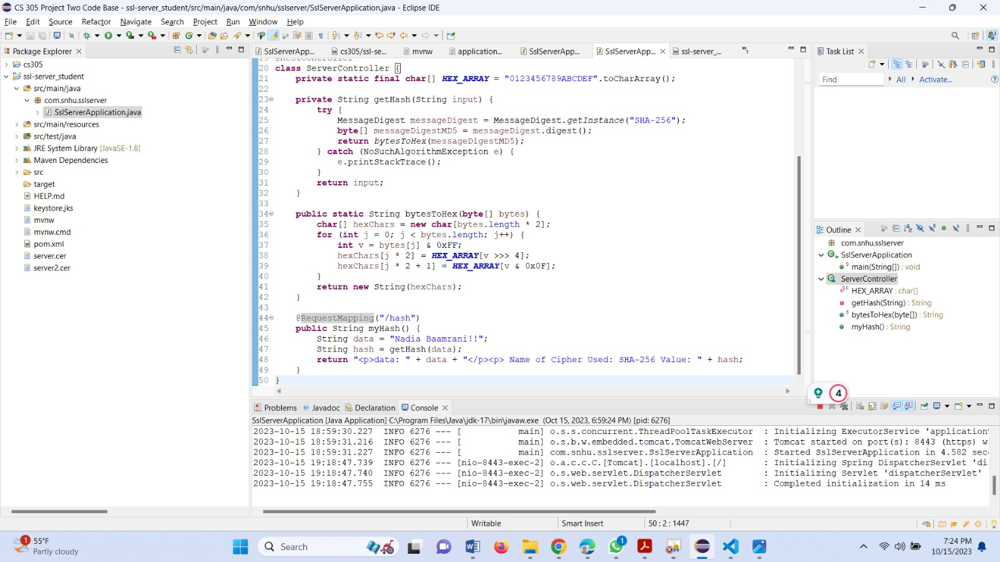 CS 305 Project Two Code Base - ssl-server_student/src/main/java/com/snhu/sslserver/SslServerApplication.java - Eclipse IDE
File Edit Source Refactor Navigate Search Project Run Window Help
Package Explorer
SslServerApp...
cs305/ssl-se...
mvnw
application...
SslServerApp...
SslServerApp...
ssl-server_...
Task List
cs305
ssl-server_student
src/main/java
com.snhu.sslserver
SslServerApplication.java
src/main/resources
src/test/java
JRE System Library [JavaSE-1.8]
Maven Dependencies
src
target
HELP.md
keystore.jks
mvnw
mvnw.cmd
pom.xml
server.cer
server2.cer
19 @RestController
20 class ServerController {
21 private static final char[] HEX_ARRAY = "0123456789ABCDEF".toCharArray();
22
23 private String getHash(String input) {
24 try {
25 MessageDigest messageDigest = MessageDigest.getInstance("SHA-256");
26 byte[] messageDigestMD5 = messageDigest.digest();
27 return bytesToHex(messageDigestMD5);
28 } catch (NoSuchAlgorithmException e) {
29 e.printStackTrace();
30 }
31 return input;
32 }
33
34 public static String bytesToHex(byte[] bytes) {
35 char[] hexChars = new char[bytes.length * 2];
36 for (int j = 0; j < bytes.length; j++) {
37 int v = bytes[j] & 0xFF;
38 hexChars[j * 2] = HEX_ARRAY[v >>> 4];
39 hexChars[j * 2 + 1] = HEX_ARRAY[v & 0x0F];
40 }
41 return new String(hexChars);
42 }
43
44 @RequestMapping("/hash")
45 public String myHash() {
46 String data = "Nadia Baamrani!!";
47 String hash = getHash(data);
48 return "<p>data: " + data + "</p><p> Name of Cipher Used: SHA-256 Value: " + hash;
49 }
50 }
Find All Activate...
Outline
com.snhu.sslserver
SslServerApplication
main(String[]) : void
ServerController
HEX_ARRAY : char[]
getHash(String) : String
bytesToHex(byte[]) : String
myHash() : String
4
Problems Javadoc Declaration Console
SslServerApplication [Java Application] C:\Program Files\Java\jdk-17\bin\javaw.exe (Oct 15, 2023, 6:59:24 PM) [pid: 6276]
2023-10-15 18:59:30.227 INFO 6276 --- [ main] o.s.s.concurrent.ThreadPoolTaskExecutor : Initializing ExecutorService 'application
2023-10-15 18:59:31.216 INFO 6276 --- [ main] o.s.b.w.embedded.tomcat.TomcatWebServer : Tomcat started on port(s): 8443 (https) w
2023-10-15 18:59:31.227 INFO 6276 --- [ main] com.snhu.sslserver.SslServerApplication : Started SslServerApplication in 4.582 sec
2023-10-15 19:18:47.739 INFO 6276 --- [nio-8443-exec-2] o.a.c.c.C.[Tomcat].[localhost].[/] : Initializing Spring DispatcherServlet 'di
2023-10-15 19:18:47.740 INFO 6276 --- [nio-8443-exec-2] o.s.web.servlet.DispatcherServlet : Initializing Servlet 'dispatcherServlet'
2023-10-15 19:18:47.755 INFO 6276 --- [nio-8443-exec-2] o.s.web.servlet.DispatcherServlet : Completed initialization in 14 ms
Writable Smart Insert 50 : 2 : 1447
1
55°F
Partly cloudy
Search
1
7:24 PM
10/15/2023